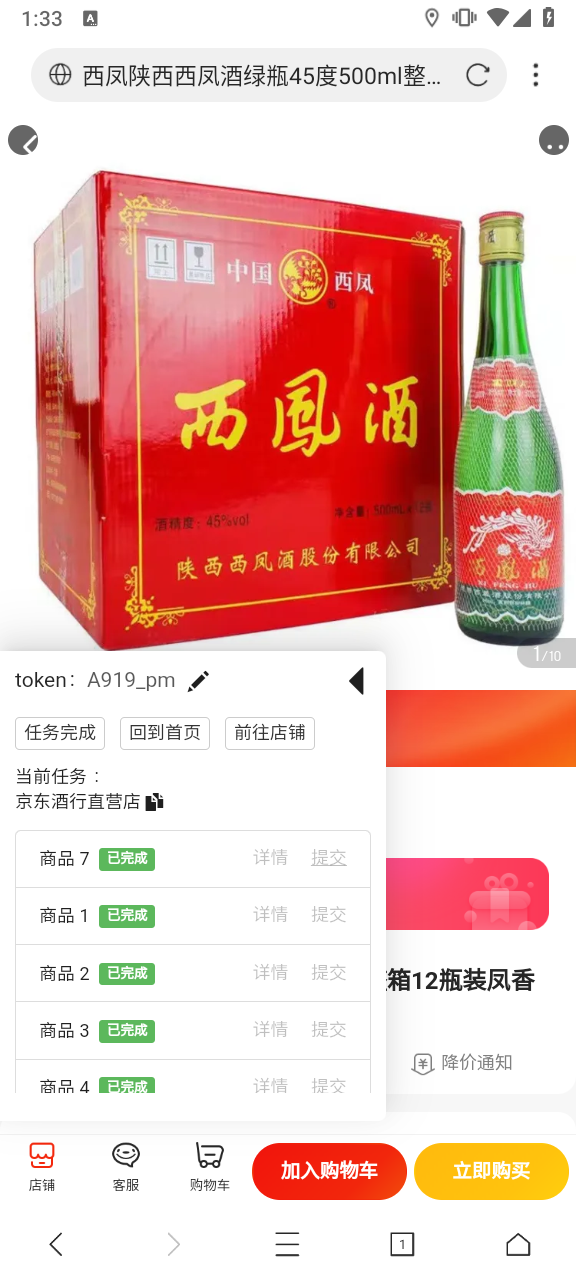 1:33
A
西凤陕西西凤酒绿瓶45度500ml整…
中国 西凤
西鳳酒
酒精度：45%vol
净含量：500mL
陕西西凤酒股份有限公司
西鳳酒
XI FENG JIU
1/10
token: A919_pm
任务完成 回到首页 前往店铺
当前任务：
京东酒行直营店
商品 7 已完成 详情 提交
商品 1 已完成 详情 提交
商品 2 已完成 详情 提交
商品 3 已完成 详情 提交
商品 4 已完成 详情 提交
箱12瓶装凤香
降价通知
店铺 客服 购物车 加入购物车 立即购买
1